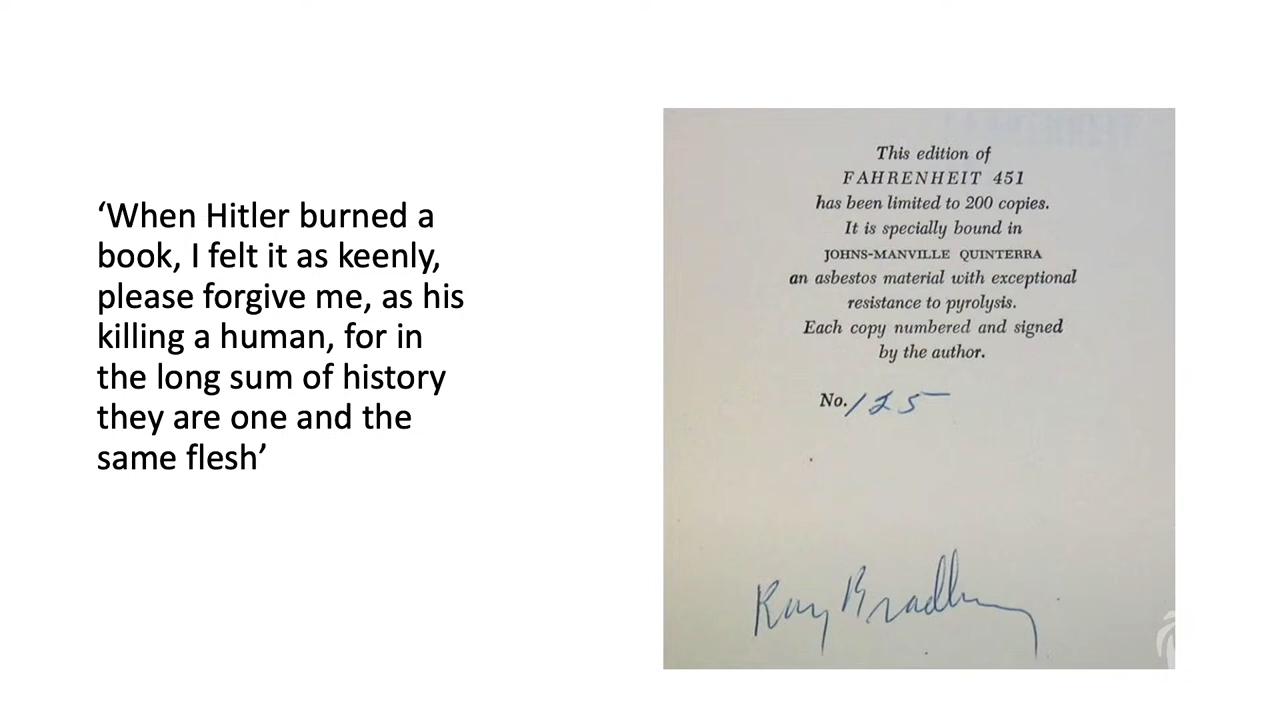 ‘When Hitler burned a
book, I felt it as keenly,
please forgive me, as his
killing a human, for in
the long sum of history
they are one and the
same flesh’
This edition of
FAHRENHEIT 451
has been limited to 200 copies.
It is specially bound in
JOHNS-MANVILLE QUINTERRA
an asbestos material with exceptional
resistance to pyrolysis.
Each copy numbered and signed
by the author.
No. 125
Ray Bradbury